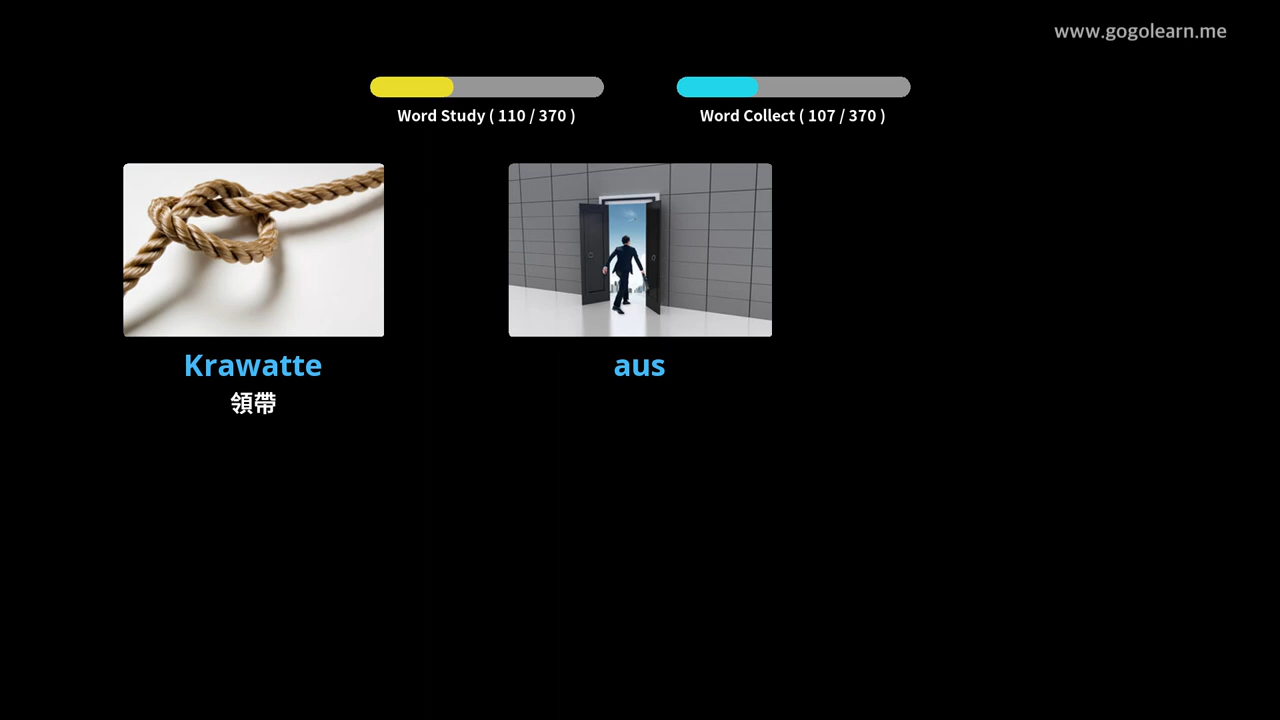 www.gogolearn.me
Word Study ( 110 / 370 )
Word Collect ( 107 / 370 )
Krawatte
領帶
aus